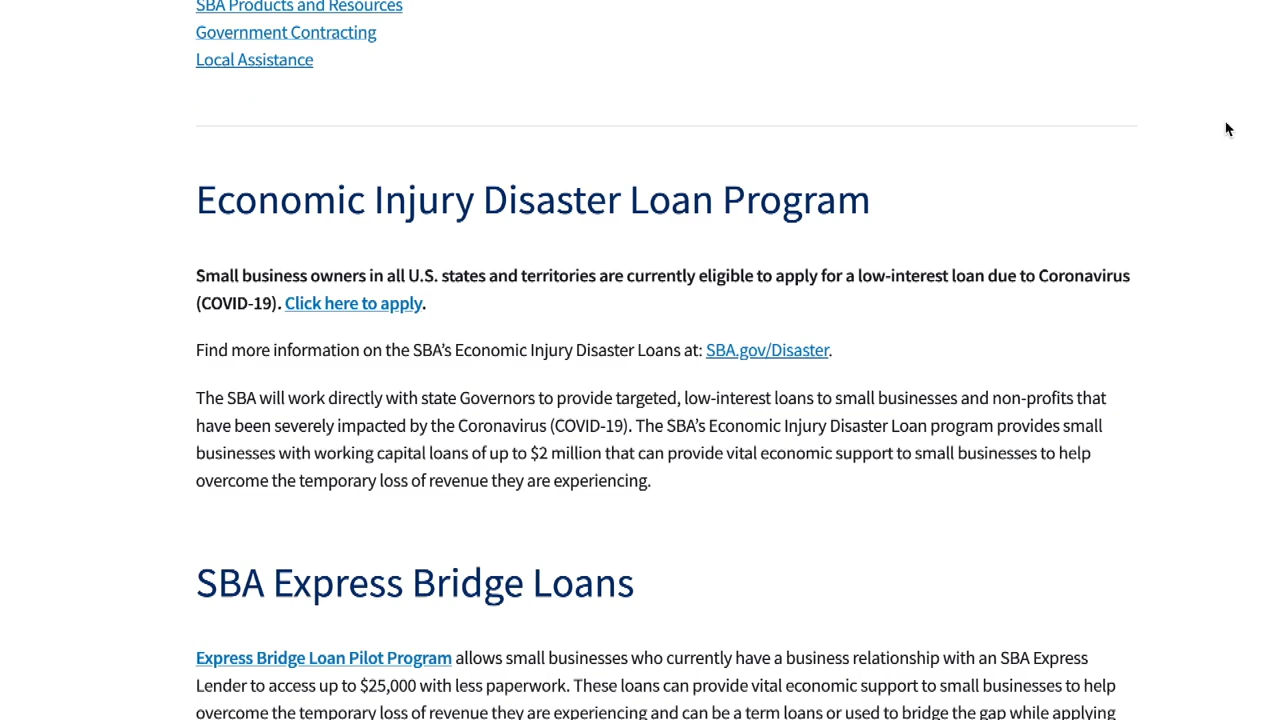 SBA Products and Resources
Government Contracting
Local Assistance
Economic Injury Disaster Loan Program
Small business owners in all U.S. states and territories are currently eligible to apply for a low-interest loan due to Coronavirus
(COVID-19). Click here to apply.
Find more information on the SBA’s Economic Injury Disaster Loans at: SBA.gov/Disaster.
The SBA will work directly with state Governors to provide targeted, low-interest loans to small businesses and non-profits that
have been severely impacted by the Coronavirus (COVID-19). The SBA’s Economic Injury Disaster Loan program provides small
businesses with working capital loans of up to $2 million that can provide vital economic support to small businesses to help
overcome the temporary loss of revenue they are experiencing.
SBA Express Bridge Loans
Express Bridge Loan Pilot Program allows small businesses who currently have a business relationship with an SBA Express
Lender to access up to $25,000 with less paperwork. These loans can provide vital economic support to small businesses to help
overcome the temporary loss of revenue they are experiencing and can be a term loans or used to bridge the gap while applying